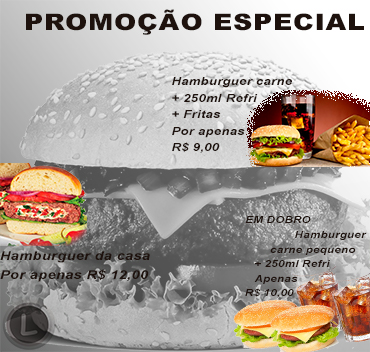 PROMOÇÃO ESPECIAL
Hamburguer carne
+ 250ml Refri
+ Fritas
Por apenas
R$ 9,00
Hamburguer da casa
Por apenas R$ 12,00
EM DOBRO
Hamburguer
carne pequeno
+ 250ml Refri
Apenas
R$ 10,00
L